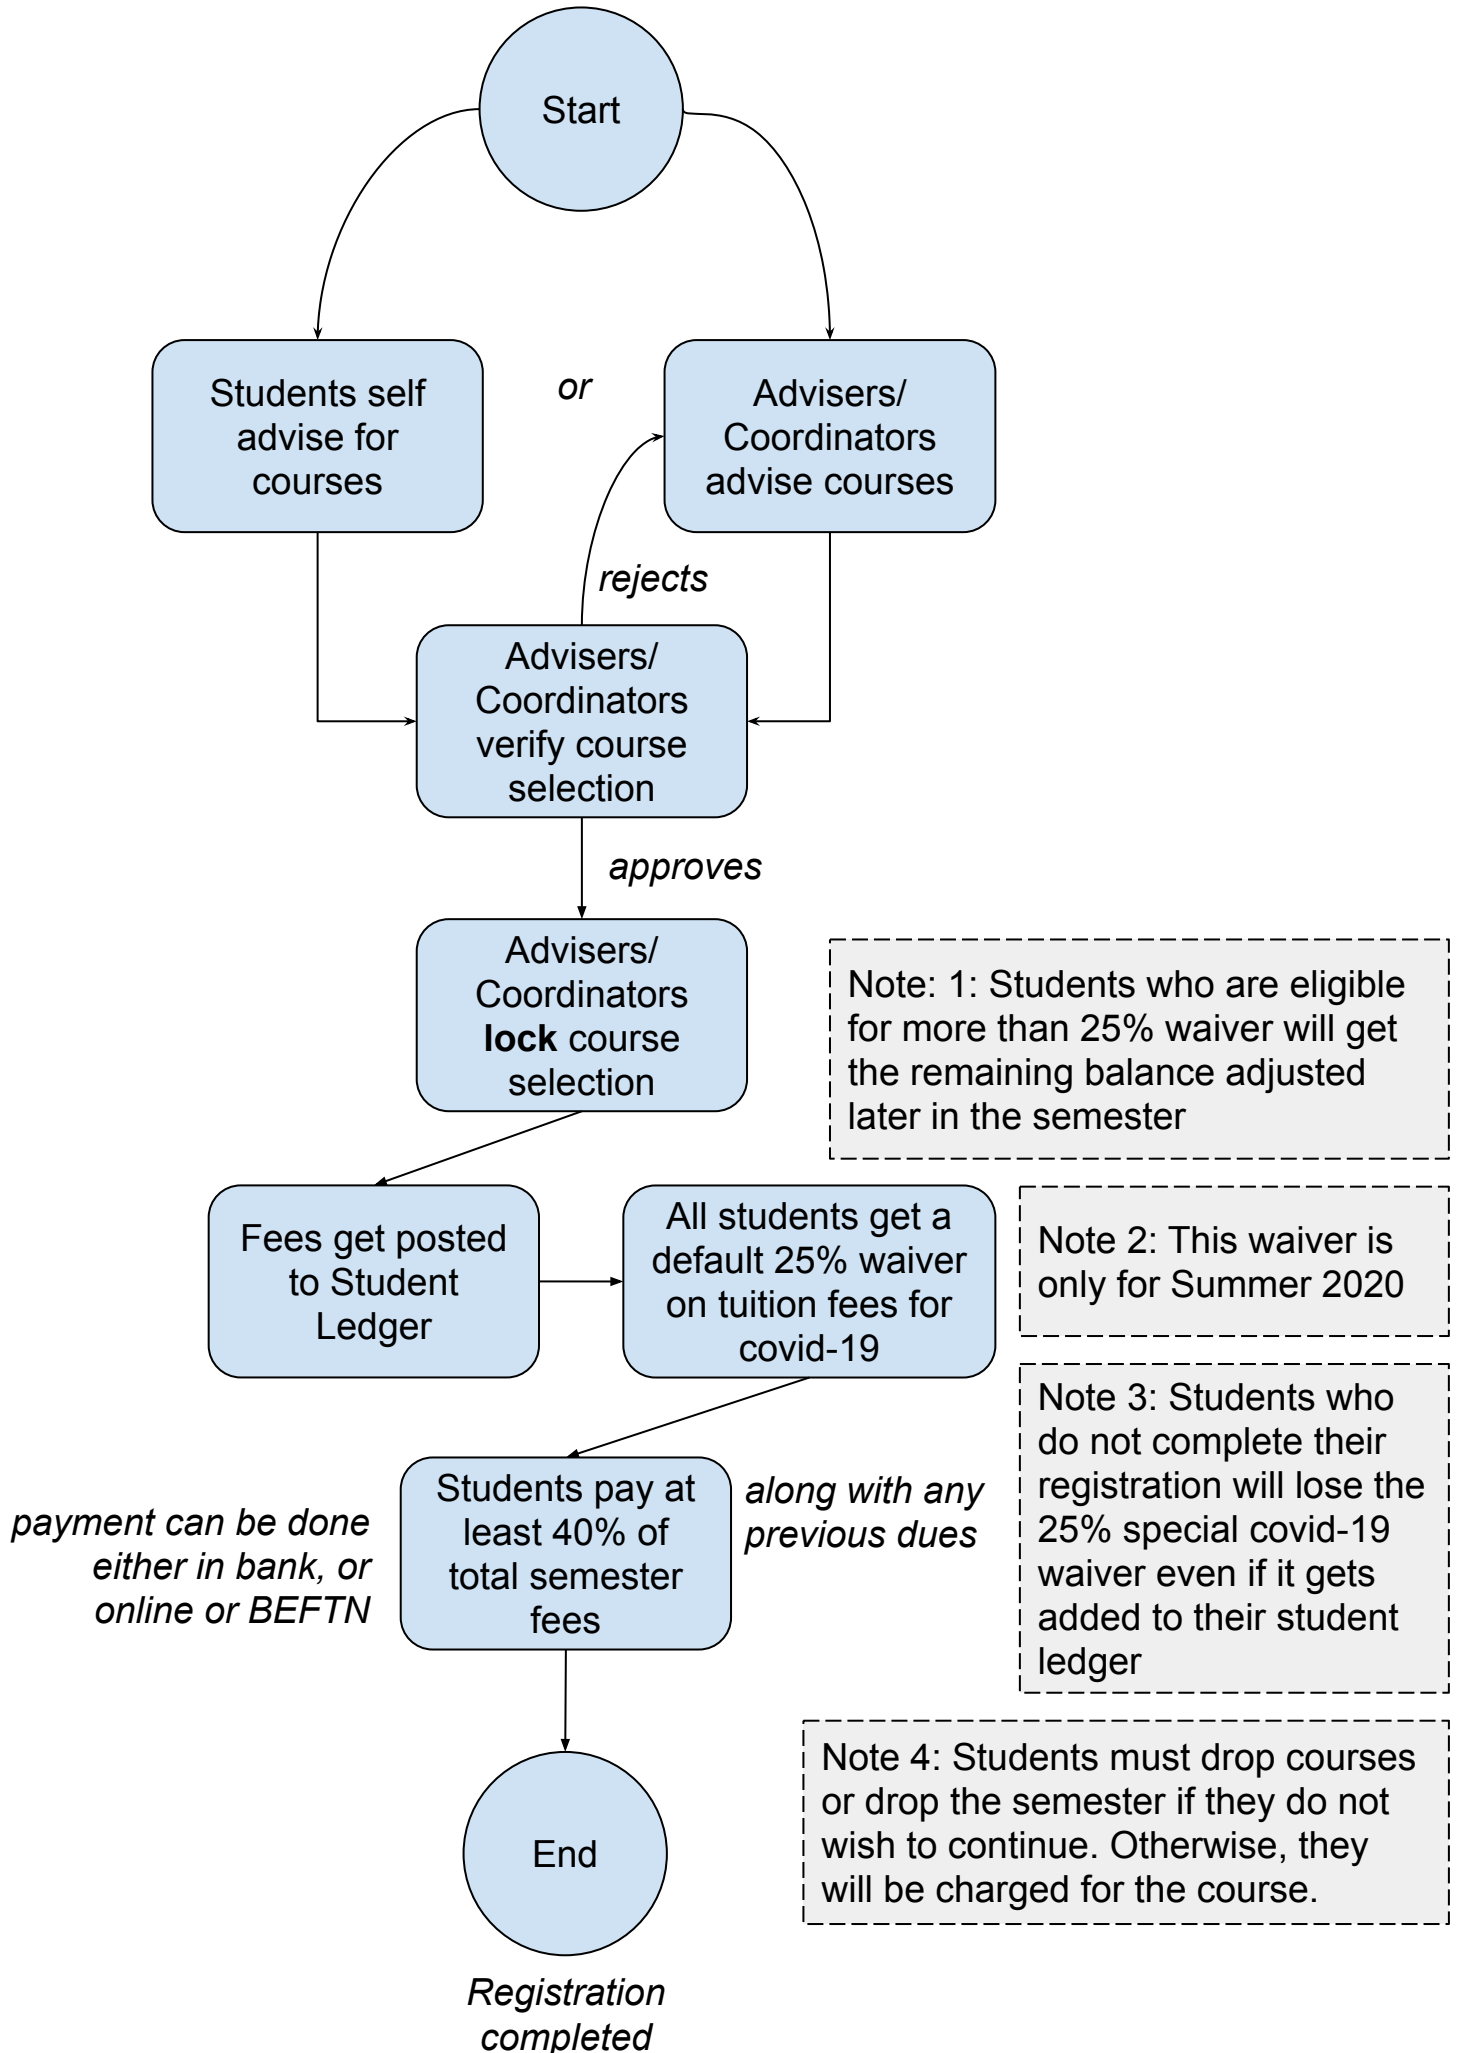 Start
Students self
advise for
courses
or
Advisers/
Coordinators
advise courses
rejects
Advisers/
Coordinators
verify course
selection
approves
Advisers/
Coordinators
lock course
selection
Note: 1: Students who are eligible
for more than 25% waiver will get
the remaining balance adjusted
later in the semester
Fees get posted
to Student
Ledger
All students get a
default 25% waiver
on tuition fees for
covid-19
Note 2: This waiver is
only for Summer 2020
Note 3: Students who
do not complete their
registration will lose the
25% special covid-19
waiver even if it gets
added to their student
ledger
payment can be done
either in bank, or
online or BEFTN
Students pay at
least 40% of
total semester
fees
along with any
previous dues
Note 4: Students must drop courses
or drop the semester if they do not
wish to continue. Otherwise, they
will be charged for the course.
End
Registration
completed